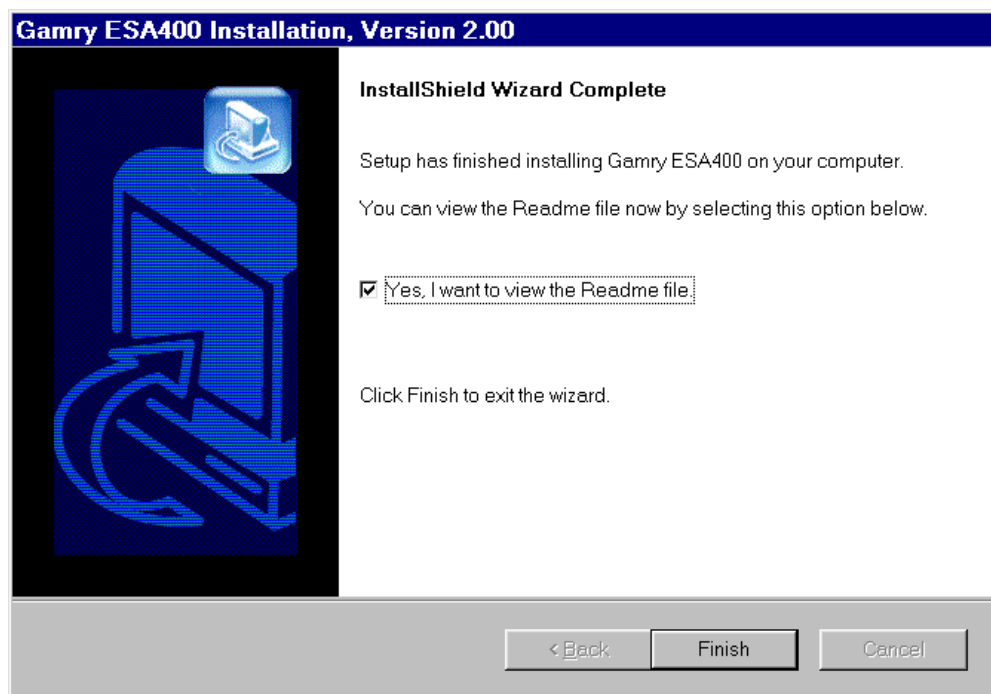 Gamry ESA400 Installation, Version 2.00
InstallShield Wizard Complete
Setup has finished installing Gamry ESA400 on your computer.
You can view the Readme file now by selecting this option below.
Yes, I want to view the Readme file.
Click Finish to exit the wizard.
< Back
Finish
Cancel